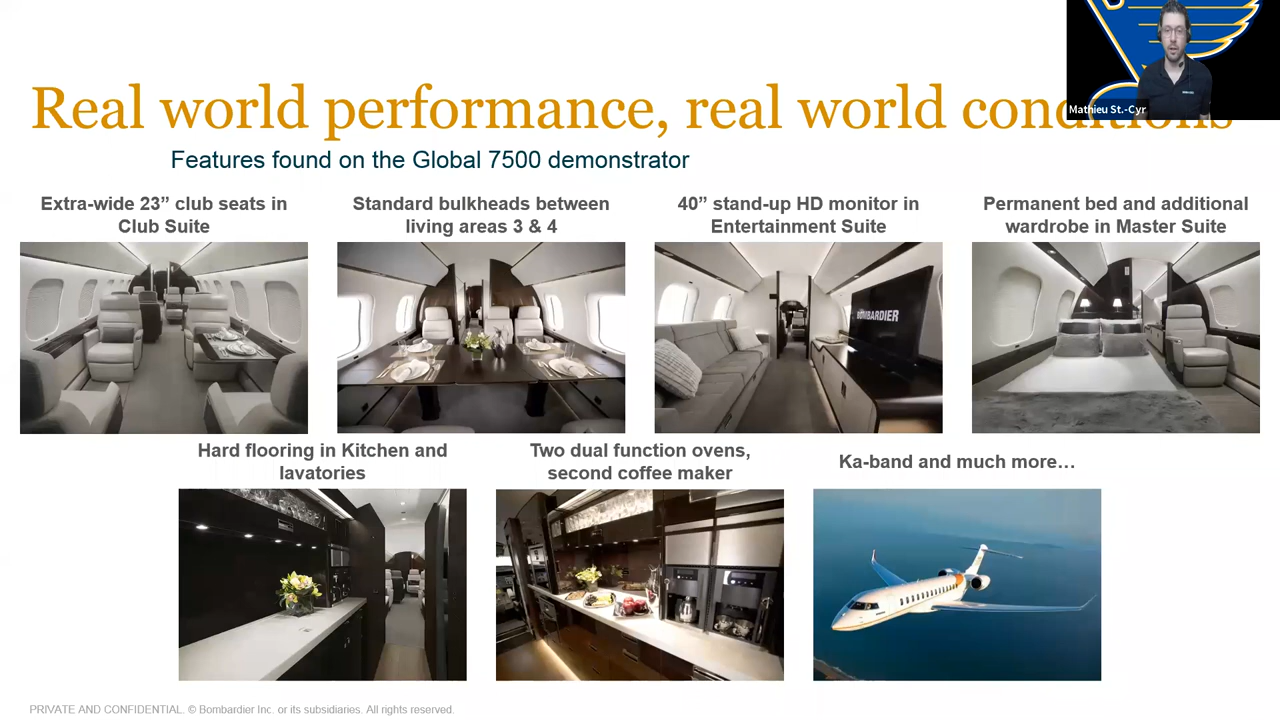 Mathieu St.-Cyr
Real world performance, real world conditions
Features found on the Global 7500 demonstrator
Extra-wide 23” club seats in
Club Suite
Standard bulkheads between
living areas 3 & 4
40” stand-up HD monitor in
Entertainment Suite
Permanent bed and additional
wardrobe in Master Suite
BOMBARDIER
Hard flooring in Kitchen and
lavatories
Two dual function ovens,
second coffee maker
Ka-band and much more…
PRIVATE AND CONFIDENTIAL. © Bombardier Inc. or its subsidiaries. All rights reserved.